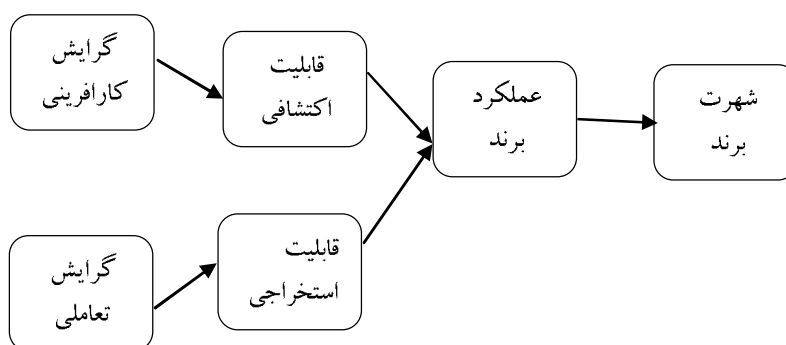 گرایش
کارافرینی
قابلیت
اکتشافی
عملکرد
برند
شهرت
برند
گرایش
تعاملی
قابلیت
استخراجی